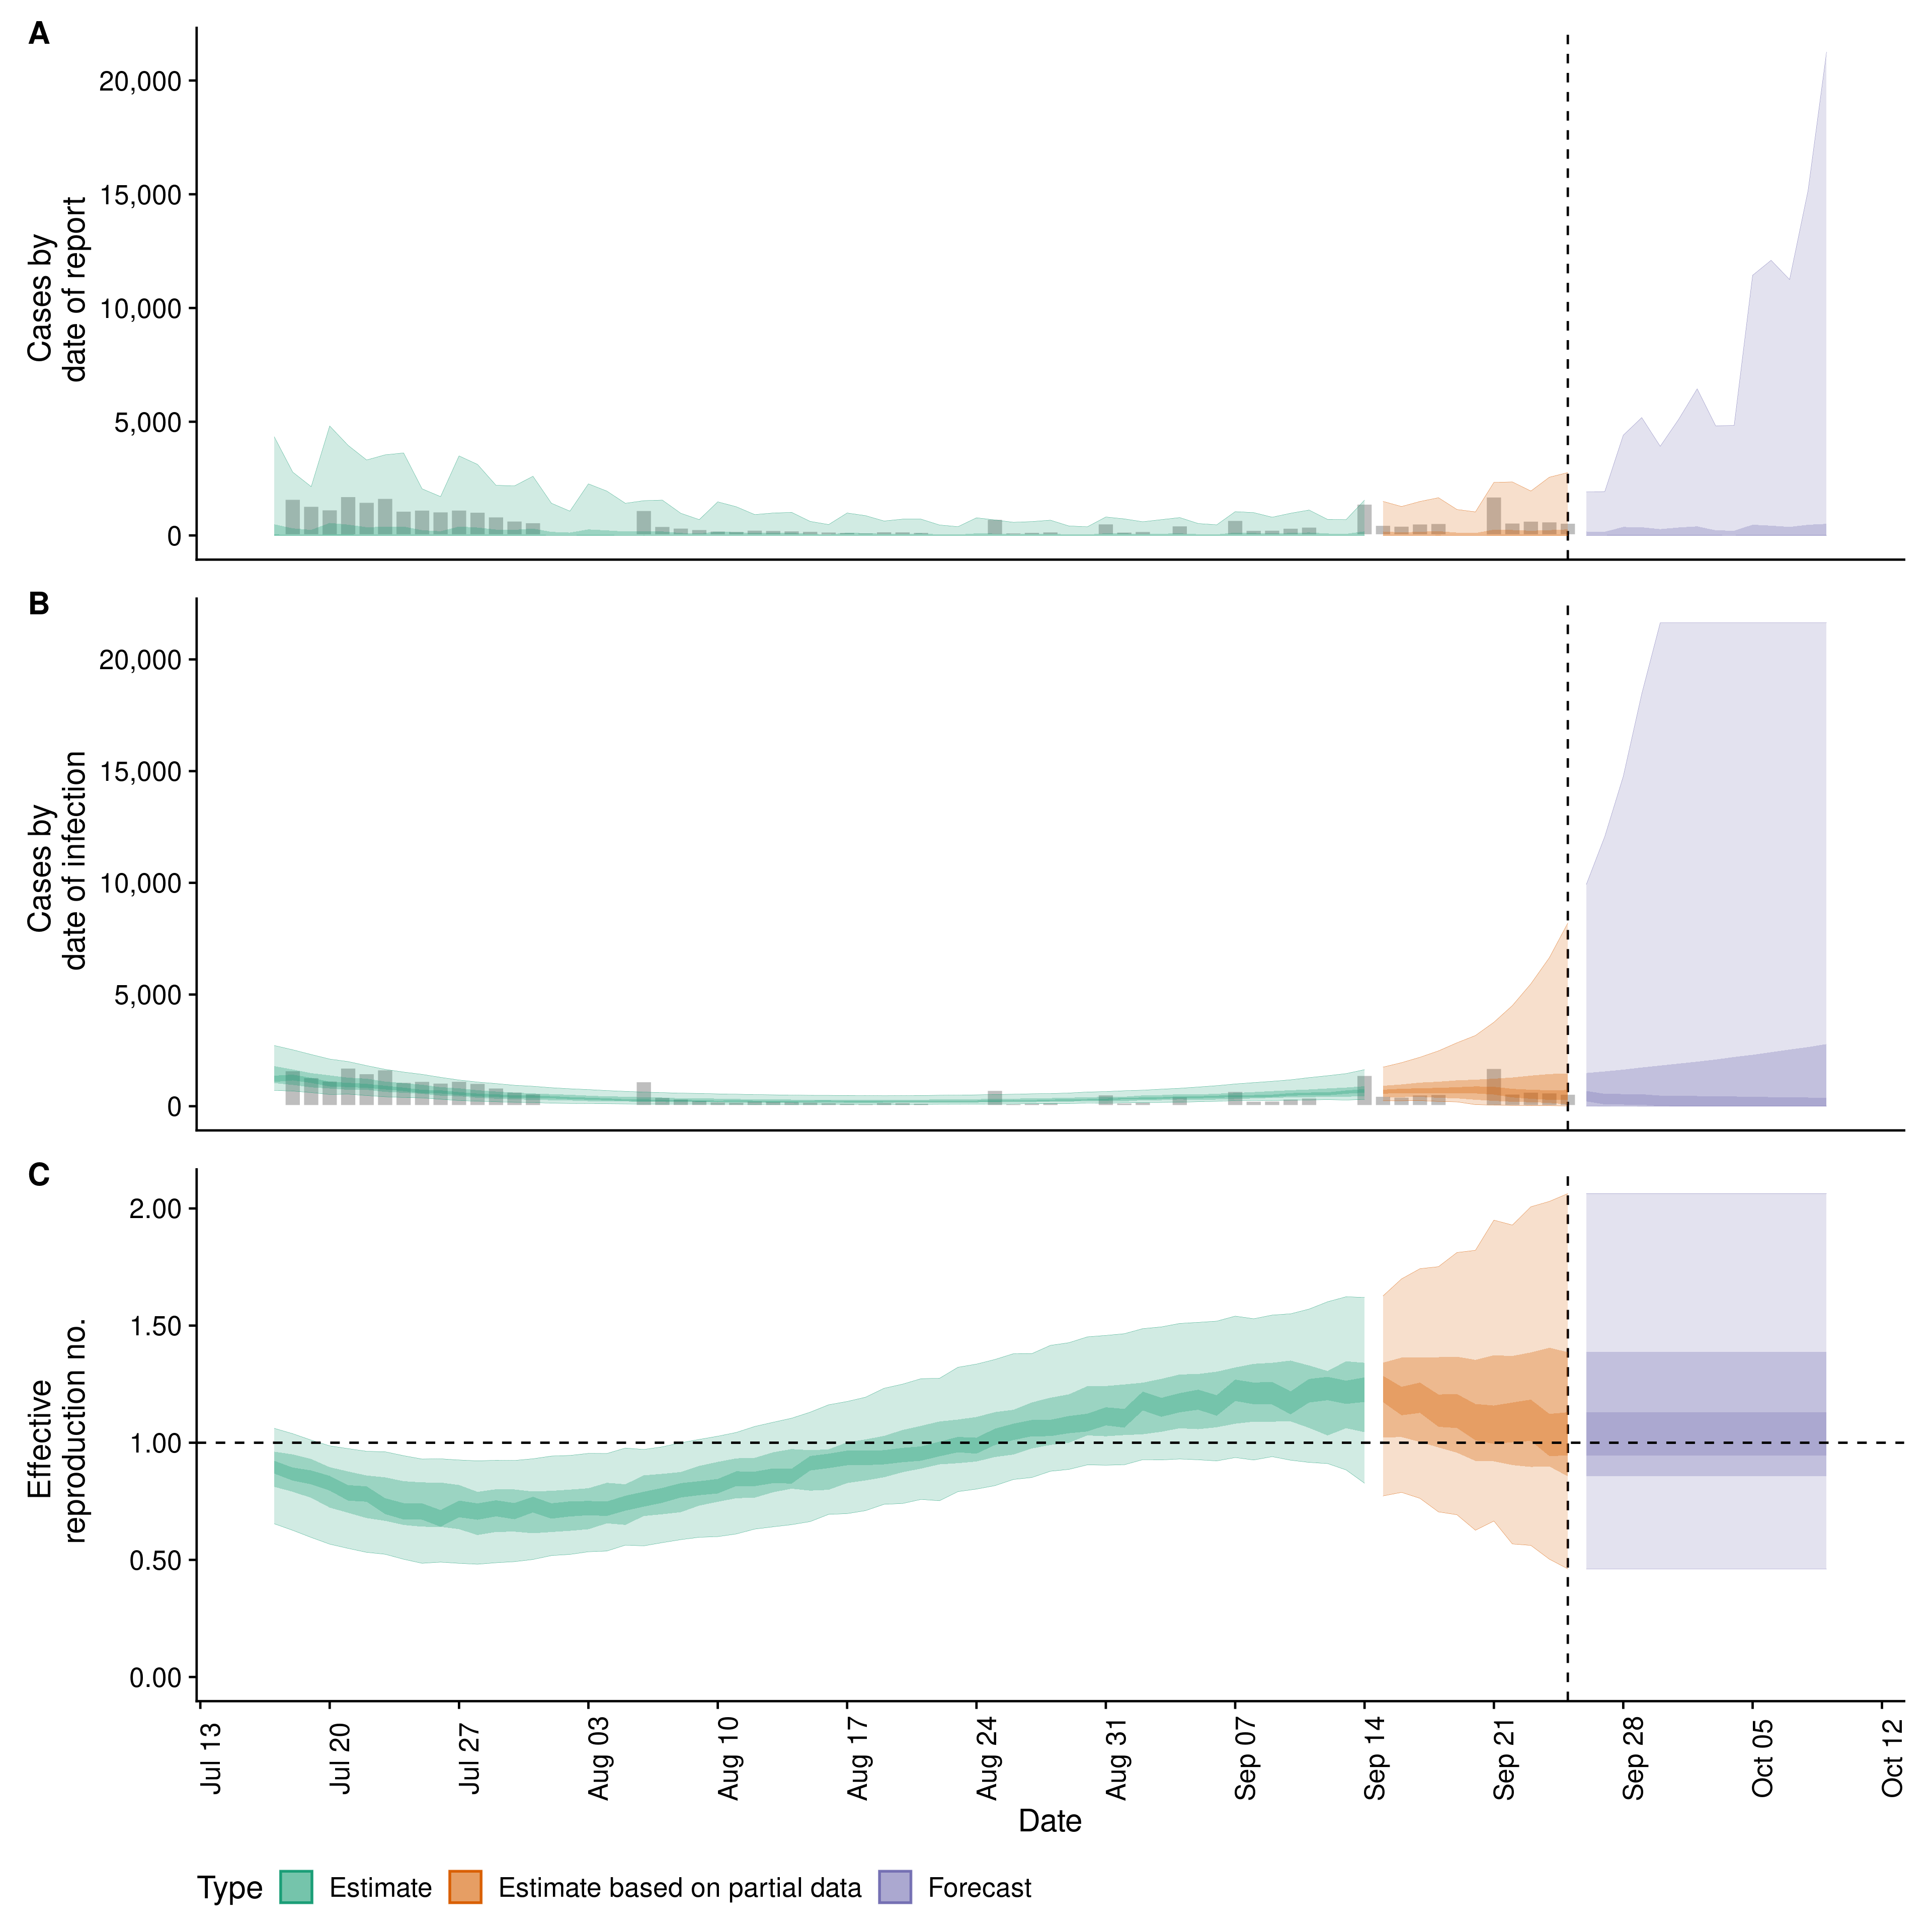 A
20,000
15,000
10,000
5,000
0
Cases by
date of report
B
20,000
15,000
10,000
5,000
0
Cases by
date of infection
C
2.00
1.50
1.00
0.50
0.00
Effective
reproduction no.
Jul 13
Jul 20
Jul 27
Aug 03
Aug 10
Aug 17
Aug 24
Aug 31
Sep 07
Sep 14
Sep 21
Sep 28
Oct 05
Oct 12
Date
Type Estimate Estimate based on partial data Forecast